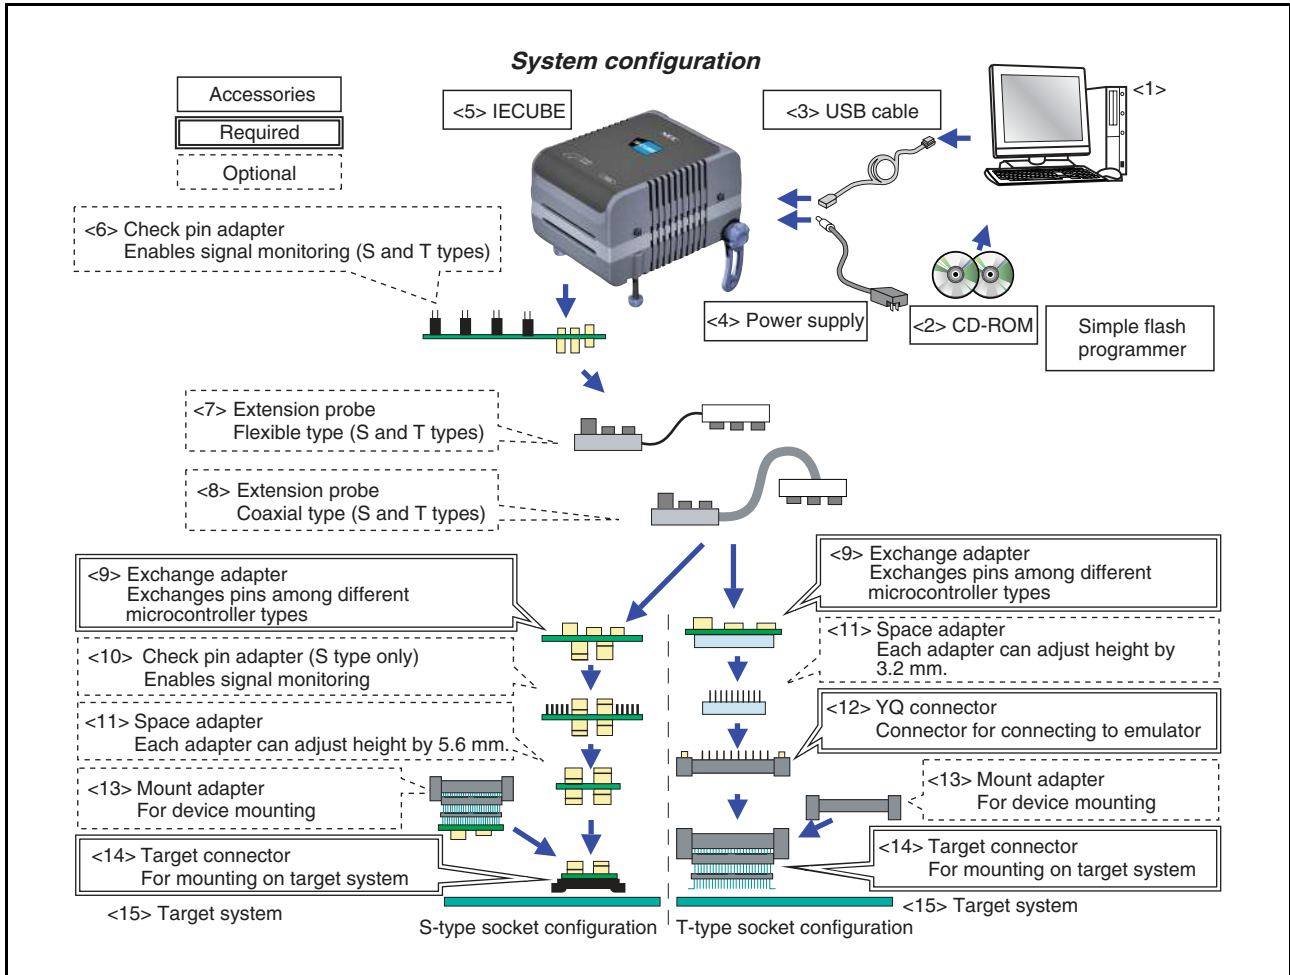 System configuration
Accessories
Required
Optional
<5> IECUBE
<3> USB cable
<1>
NEC
<6> Check pin adapter
Enables signal monitoring (S and T types)
<4> Power supply
<2> CD-ROM
Simple flash
programmer
<7> Extension probe
Flexible type (S and T types)
<8> Extension probe
Coaxial type (S and T types)
<9> Exchange adapter
Exchanges pins among different
microcontroller types
<10> Check pin adapter (S type only)
Enables signal monitoring
<11> Space adapter
Each adapter can adjust height by 5.6 mm.
<13> Mount adapter
For device mounting
<14> Target connector
For mounting on target system
<15> Target system
S-type socket configuration
<9> Exchange adapter
Exchanges pins among different
microcontroller types
<11> Space adapter
Each adapter can adjust height by
3.2 mm.
<12> YQ connector
Connector for connecting to emulator
<13> Mount adapter
For device mounting
<14> Target connector
For mounting on target system
<15> Target system
T-type socket configuration